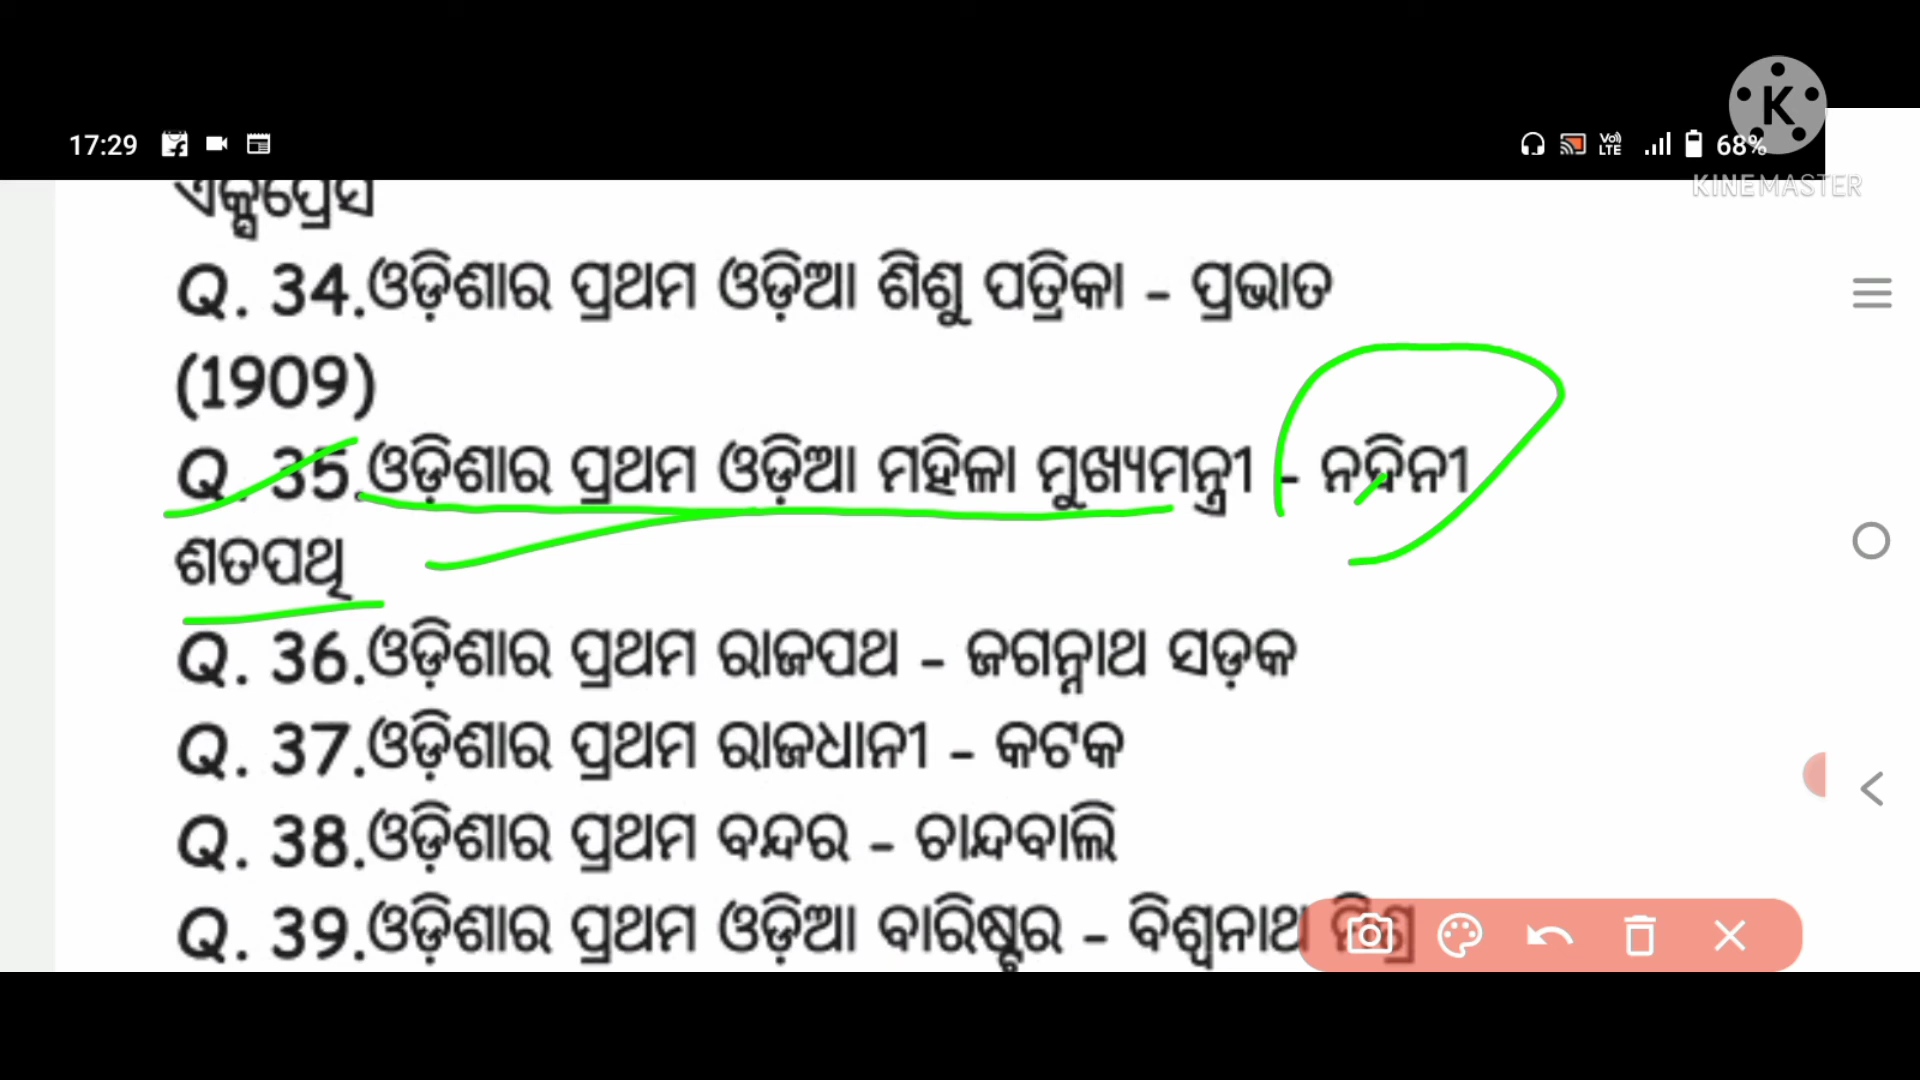 17:29
Vo) LTE 68%
K
KINEMASTER
ଏକ୍ସପ୍ରେସ
Q. 34.ଓଡ଼ିଶାର ପ୍ରଥମ ଓଡ଼ିଆ ଶିଶୁ ପତ୍ରିକା - ପ୍ରଭାତ
(1909)
Q. 35.ଓଡ଼ିଶାର ପ୍ରଥମ ଓଡ଼ିଆ ମହିଳା ମୁଖ୍ୟମନ୍ତ୍ରୀ - ନନ୍ଦିନୀ
ଶତପଥି
Q. 36.ଓଡ଼ିଶାର ପ୍ରଥମ ରାଜପଥ - ଜଗନ୍ନାଥ ସଡ଼କ
Q. 37.ଓଡ଼ିଶାର ପ୍ରଥମ ରାଜଧାନୀ - କଟକ
Q. 38.ଓଡ଼ିଶାର ପ୍ରଥମ ବନ୍ଦର - ଚାନ୍ଦବାଲି
Q. 39.ଓଡ଼ିଶାର ପ୍ରଥମ ଓଡ଼ିଆ ବାରିଷ୍ଟର - ବିଶ୍ୱନାଥ ମିଶ୍ର